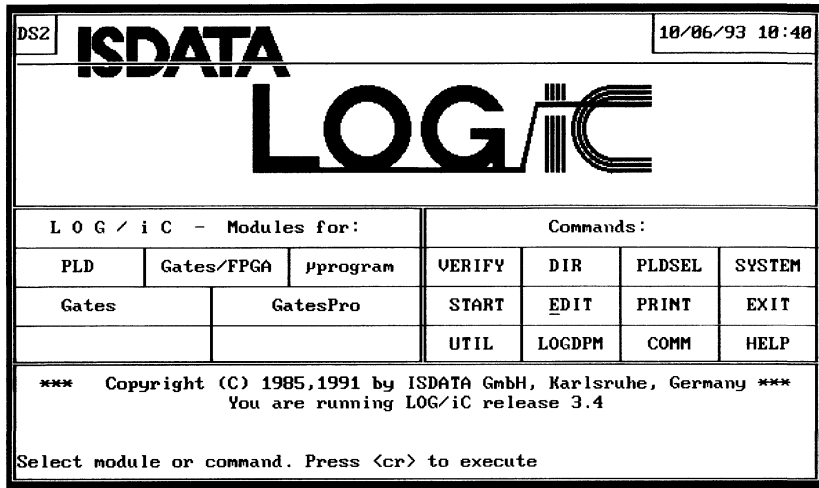 DS2
10/06/93 10:40
ISDATA
LOG/iC
L O G / i C - Modules for:
Commands:
PLD Gates/FPGA µprogram VERIFY DIR PLDSEL SYSTEM
Gates GatesPro START EDIT PRINT EXIT
UTIL LOGDPM COMM HELP
*** Copyright (C) 1985,1991 by ISDATA GmbH, Karlsruhe, Germany ***
You are running LOG/iC release 3.4
Select module or command. Press <cr> to execute